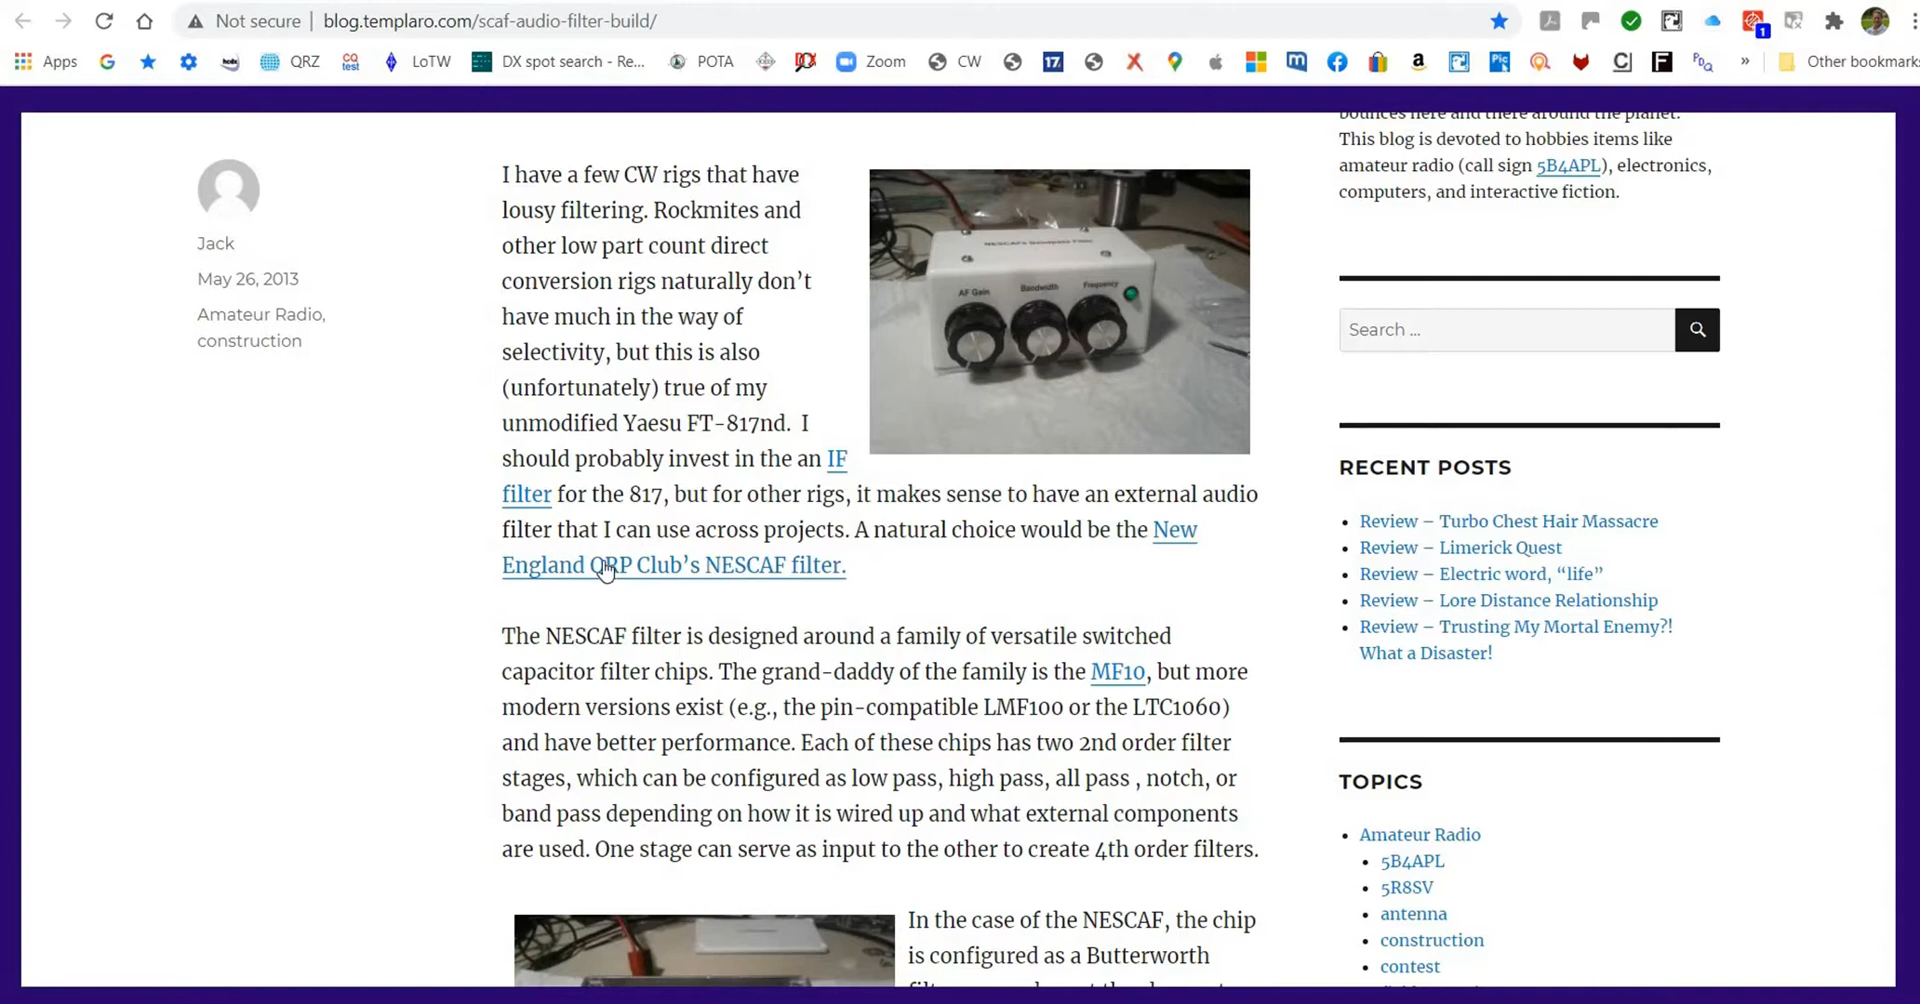 Not secure
blog.templaro.com/scaf-audio-filter-build/
1
Apps
QRZ
CQ
test
LoTW
DX spot search - Re...
POTA
Zoom
CW
17.
Pic
PDQ
»
Other bookmarks
Jack
May 26, 2013
Amateur Radio,
construction
I have a few CW rigs that have
lousy filtering. Rockmites and
other low part count direct
conversion rigs naturally don’t
have much in the way of
selectivity, but this is also
(unfortunately) true of my
unmodified Yaesu FT-817nd. I
should probably invest in the an IF
filter for the 817, but for other rigs, it makes sense to have an external audio
filter that I can use across projects. A natural choice would be the New
England QRP Club’s NESCAF filter.
AF Gain
Bandwidth
Frequency
The NESCAF filter is designed around a family of versatile switched
capacitor filter chips. The grand-daddy of the family is the MF10, but more
modern versions exist (e.g., the pin-compatible LMF100 or the LTC1060)
and have better performance. Each of these chips has two 2nd order filter
stages, which can be configured as low pass, high pass, all pass , notch, or
band pass depending on how it is wired up and what external components
are used. One stage can serve as input to the other to create 4th order filters.
In the case of the NESCAF, the chip
is configured as a Butterworth
bounces here and there around the planet.
This blog is devoted to hobbies items like
amateur radio (call sign 5B4APL), electronics,
computers, and interactive fiction.
Search …
RECENT POSTS
Review – Turbo Chest Hair Massacre
Review – Limerick Quest
Review – Electric word, “life”
Review – Lore Distance Relationship
Review – Trusting My Mortal Enemy?!
What a Disaster!
TOPICS
Amateur Radio
5B4APL
5R8SV
antenna
construction
contest